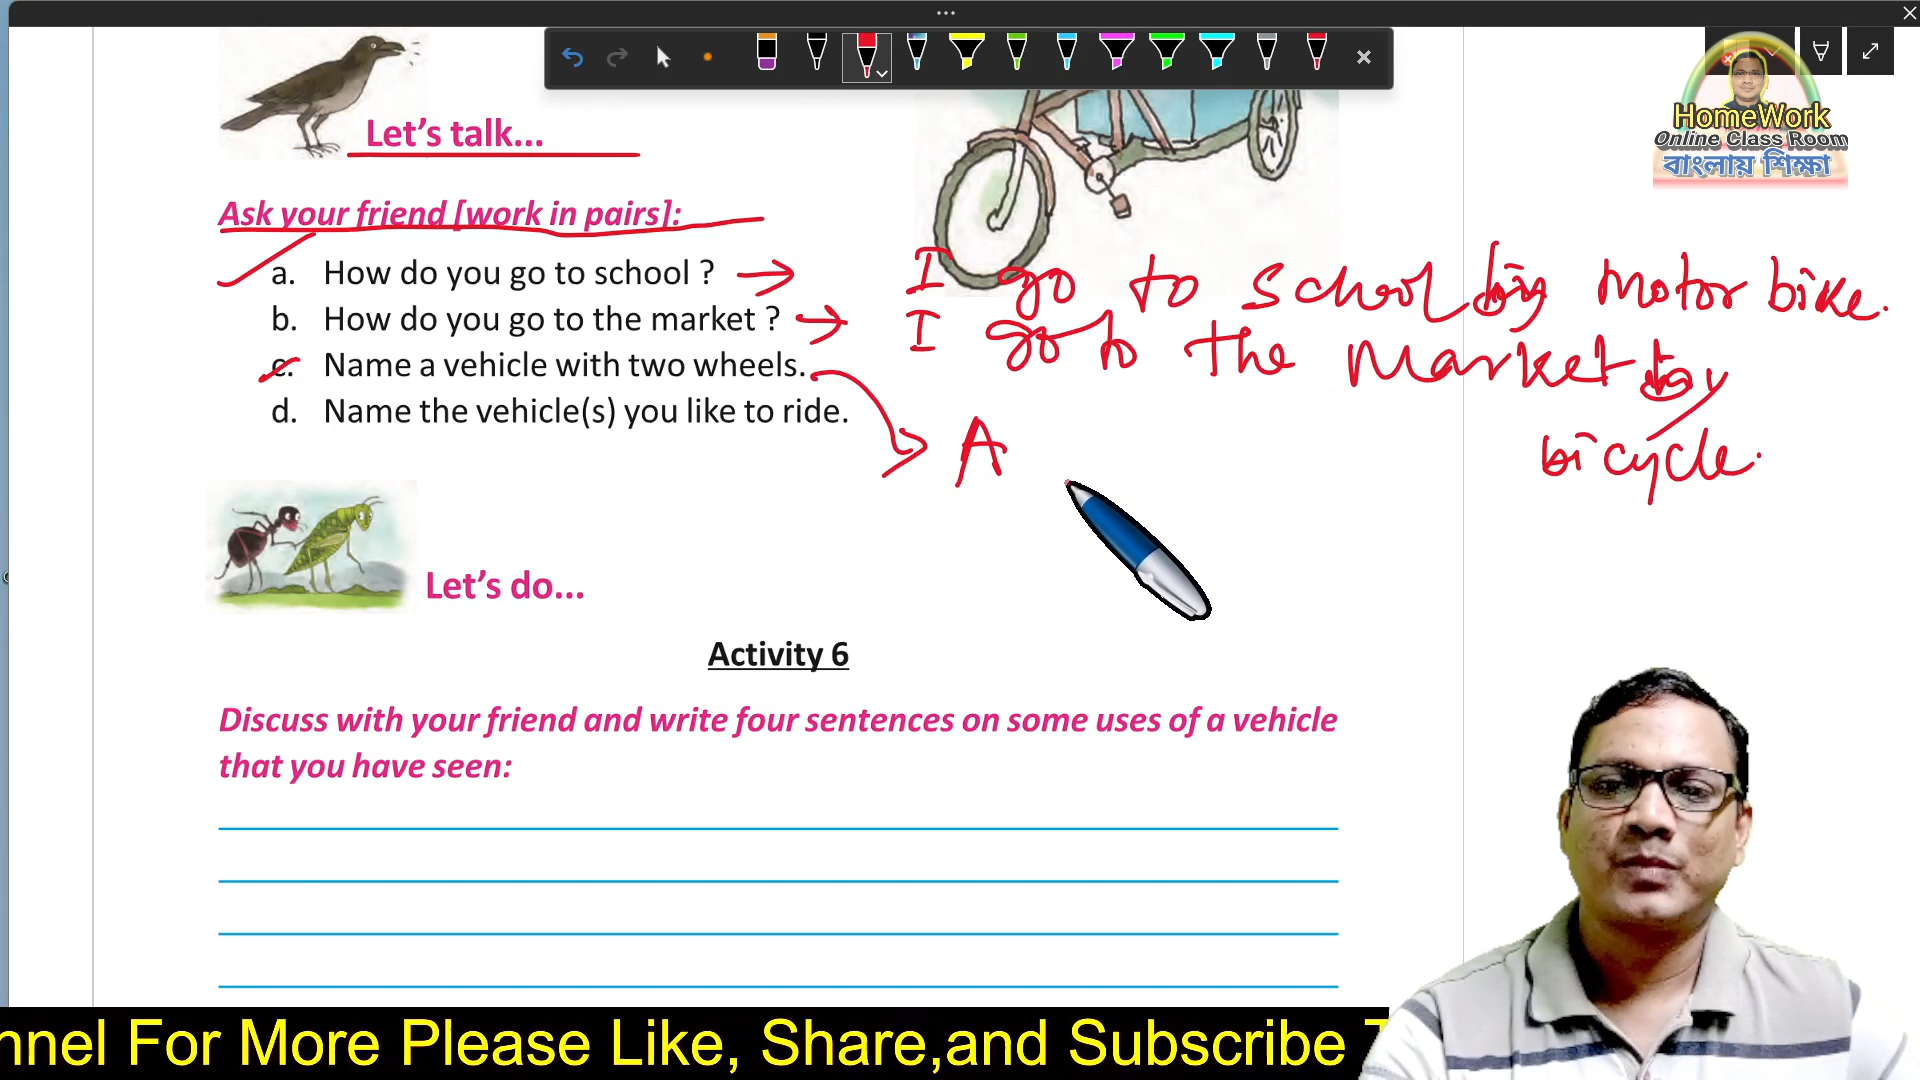 HomeWork
Online Class Room
বাংলায় শিক্ষা
Let's talk...
Ask your friend [work in pairs]:
a. How do you go to school ?
I go to school by motor bike.
b. How do you go to the market ?
I go to the market by
bicycle.
c. Name a vehicle with two wheels.
A
d. Name the vehicle(s) you like to ride.
Let's do...
Activity 6
Discuss with your friend and write four sentences on some uses of a vehicle
that you have seen:
nnel For More Please Like, Share,and Subscribe